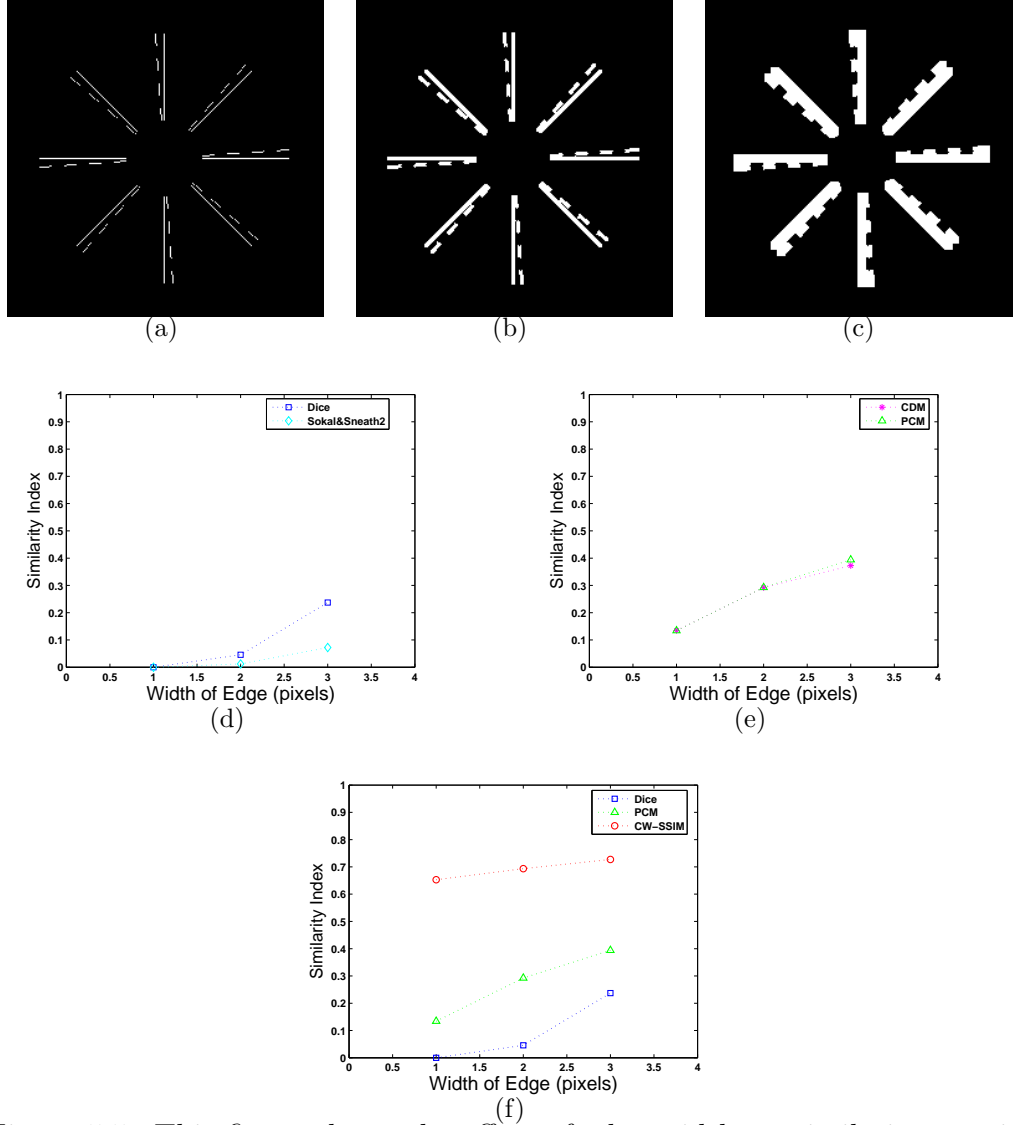 (a) (b) (c)
1
0.9
0.8
0.7
0.6
0.5
0.4
0.3
0.2
0.1
0
Similarity Index
Dice
Sokal&Sneath2
0 0.5 1 1.5 2 2.5 3 3.5 4
Width of Edge (pixels)
(d)
1
0.9
0.8
0.7
0.6
0.5
0.4
0.3
0.2
0.1
0
Similarity Index
CDM
PCM
0 0.5 1 1.5 2 2.5 3 3.5 4
Width of Edge (pixels)
(e)
1
0.9
0.8
0.7
0.6
0.5
0.4
0.3
0.2
0.1
0
Similarity Index
Dice
PCM
CW-SSIM
0 0.5 1 1.5 2 2.5 3 3.5 4
Width of Edge (pixels)
(f)